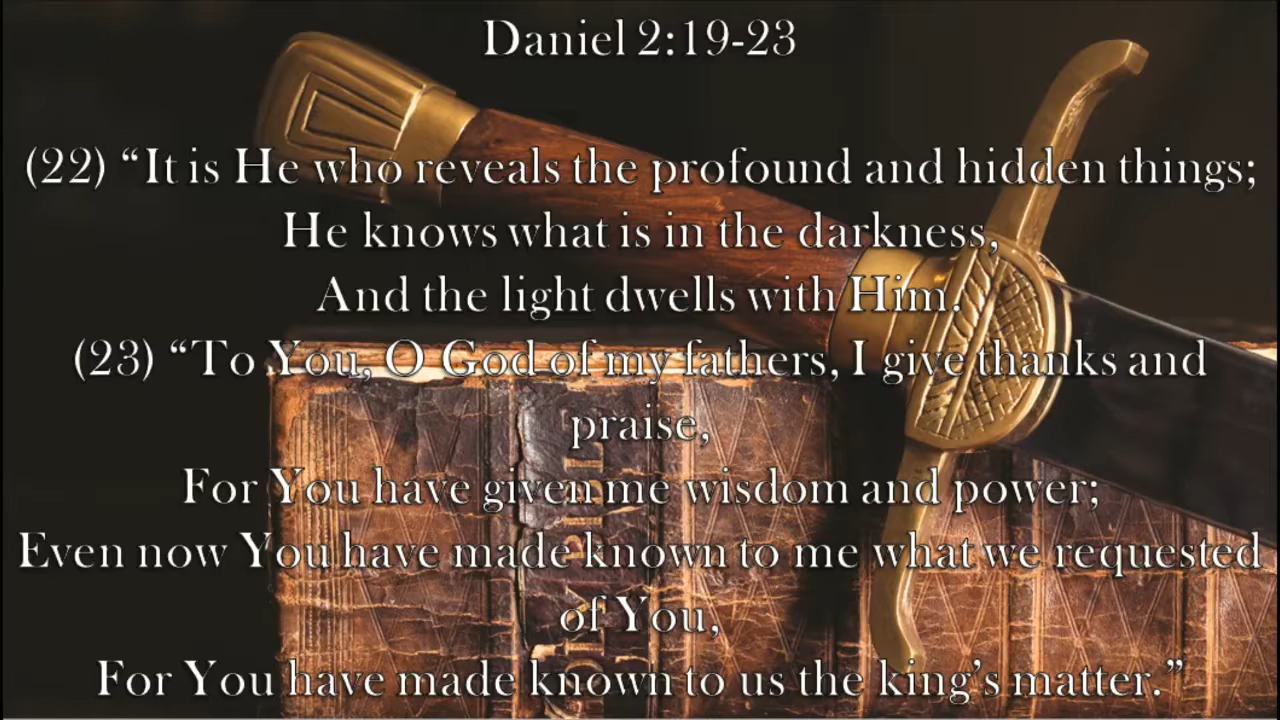 Daniel 2:19-23
(22) “It is He who reveals the profound and hidden things;
He knows what is in the darkness,
And the light dwells with Him.
(23) “To You, O God of my fathers, I give thanks and
praise,
For You have given me wisdom and power;
Even now You have made known to me what we requested
of You,
For You have made known to us the king’s matter.”
HOLY BIBLE